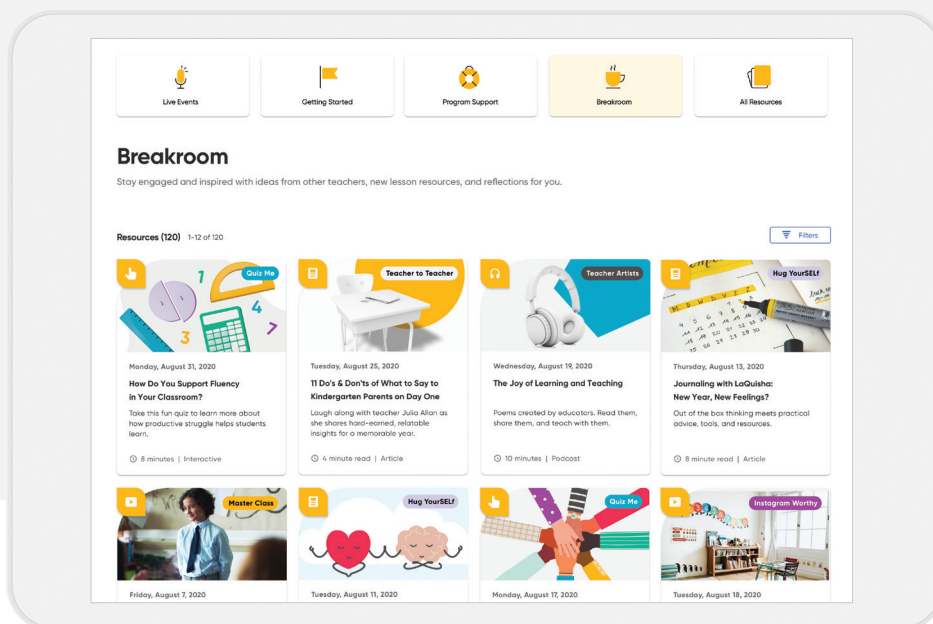 Live Events
Getting Started
Program Support
Breakroom
All Resources
Breakroom
Stay engaged and inspired with ideas from other teachers, new lesson resources, and reflections for you.
Resources (120) 1-12 of 120
Filters
Quiz Me
1
4
3
7
Monday, August 31, 2020
How Do You Support Fluency
in Your Classroom?
Take this fun quiz to learn more about
how productive struggle helps students
learn.
8 minutes | Interactive
Teacher to Teacher
Tuesday, August 25, 2020
11 Do's & Don'ts of What to Say to
Kindergarten Parents on Day One
Laugh along with teacher Julia Allan as
she shares hard-earned, relatable
insights for a memorable year.
4 minute read | Article
Teacher Artists
Wednesday, August 19, 2020
The Joy of Learning and Teaching
Poems created by educators. Read them,
share them, and teach with them.
10 minutes | Podcast
Hug YourSELf
Thursday, August 13, 2020
Journaling with LaQuisha:
New Year, New Feelings?
Out of the box thinking meets practical
advice, tools, and resources.
8 minute read | Article
Master Class
Friday, August 7, 2020
Hug YourSELf
Tuesday, August 11, 2020
Quiz Me
Monday, August 17, 2020
Instagram Worthy
Tuesday, August 18, 2020